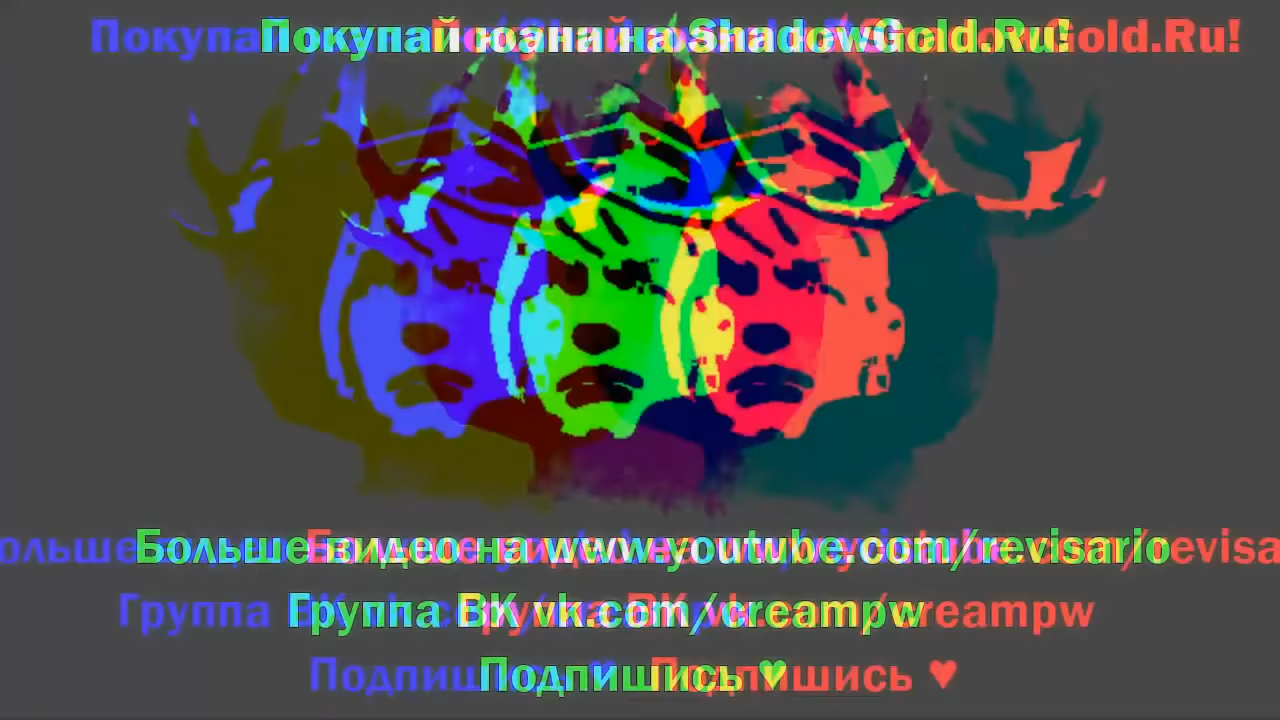 Покупай юани на ShadowGold.Ru!
Больше видео на www.youtube.com/revisario
Группа ВК vk.com/creampw
Подпишись ♥